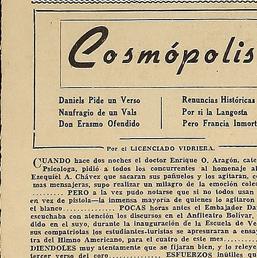 Cosmópolis
Daniels Pide un Verso
Naufragio de un Vals
Don Erasmo Ofendido
Renuncias Históricas
Por si la Langosta
Pero Francia Inmort
Por el LICENCIADO VIDRIERA.
CUANDO hace dos noches el doctor Enrique O. Aragón, cate
Psicologa, pidió a todos los concurrentes al homenaje al
Ezequiel A. Chávez que sacaran sus pañuelos y los agitaran, co
mos mensajeras, supo realizar un milagro de la emoción colec
........ PERO a la vez pudo notarse que si no todos usan
en vez de pistola—la inmensa mayoría de quienes lo agitaron
el blanco ........ POCAS horas antes el Embajador Da
escuchaba con atención los discursos en el Anfiteatro Bolívar,
dido en el suyo, durante la inauguración de la Escuela de Ve
sus compatriotas los estudiantes-turistas se apresuraran a ensa
tra del Himno Americano, para el cuatro de este mes........
DIENDOLES muy atentamente que se fijaran bien, y lo releye
tercer verso del coro ........ ESFUERZOS inútiles qu